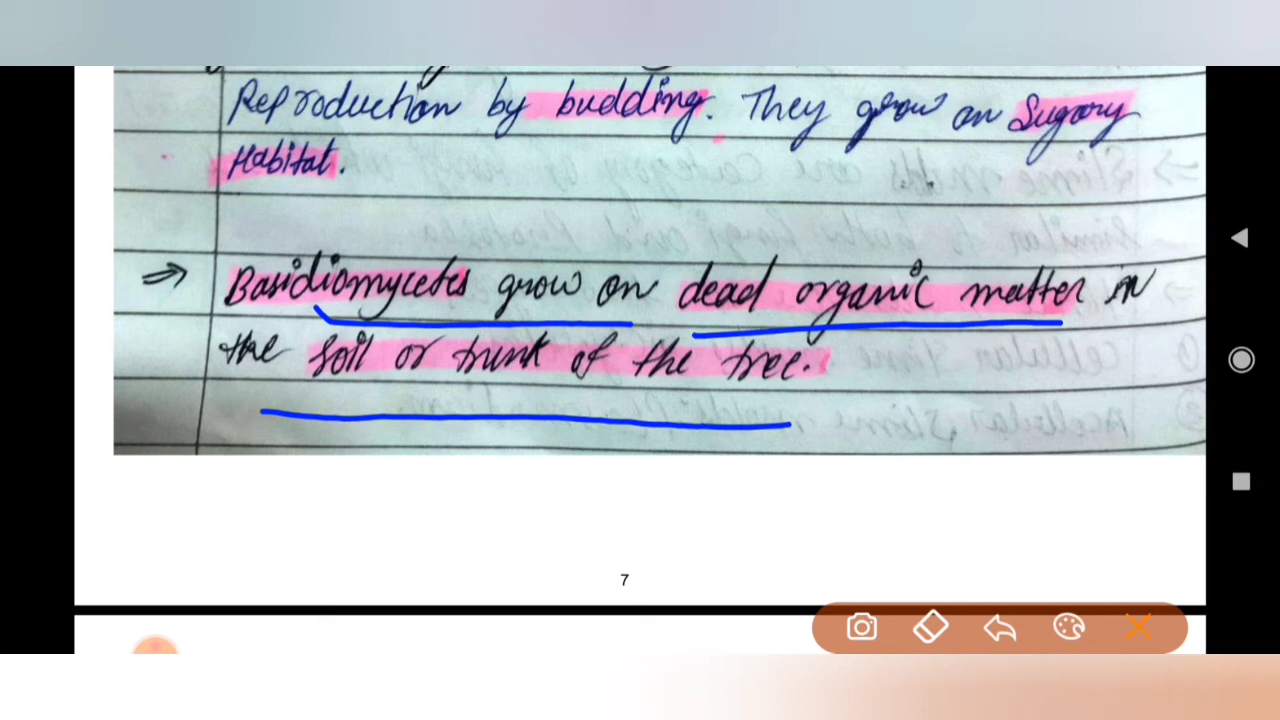 Reproduction by budding. They grow on Sugary
Habitat.
⇒ Basidiomycetes grow on dead organic matter in
the soil or trunk of the tree.
7